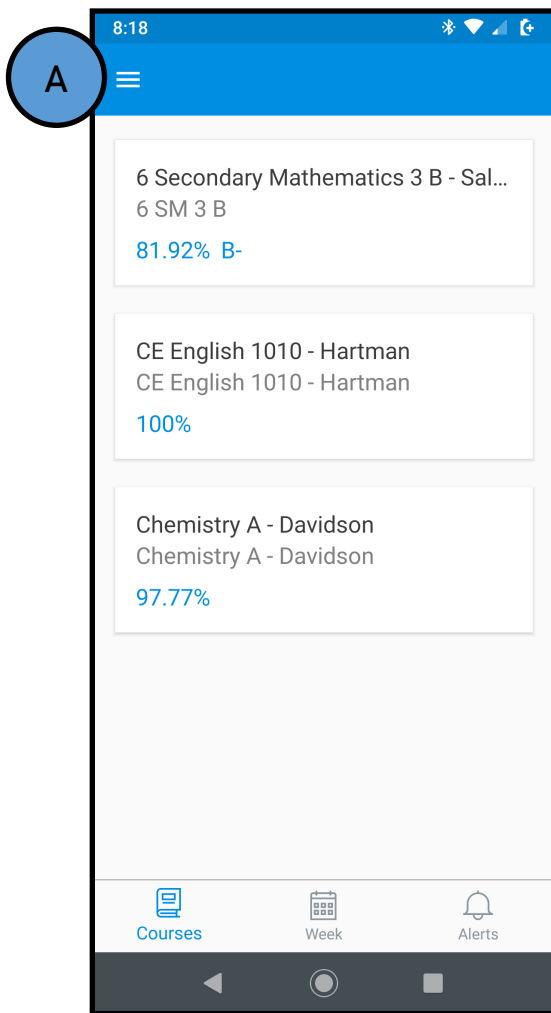 8:18
A
6 Secondary Mathematics 3 B - Sal...
6 SM 3 B
81.92% B-
CE English 1010 - Hartman
CE English 1010 - Hartman
100%
Chemistry A - Davidson
Chemistry A - Davidson
97.77%
Courses
Week
Alerts